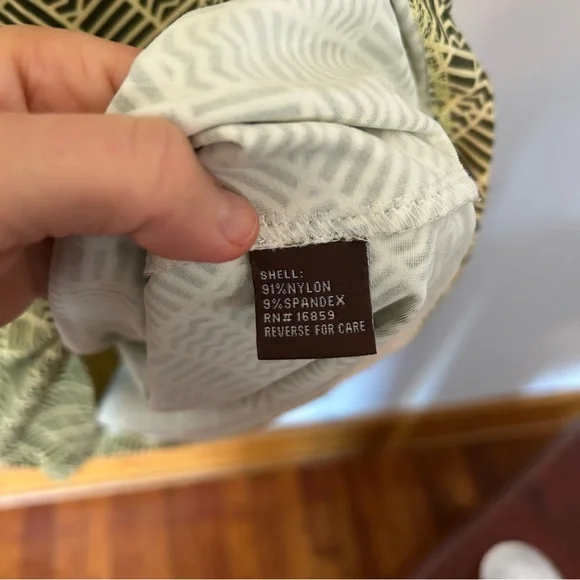 SHELL:
91%NYLON
9%SPANDEX
RN# 16859
REVERSE FOR CARE